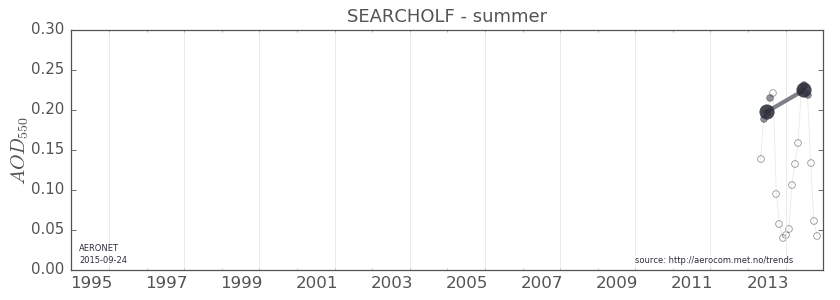 SEARCHOLF - summer
0.30
0.25
0.20
0.15
0.10
0.05
0.00
AOD550
AERONET
2015-09-24
source: http://aerocom.met.no/trends
1995 1997 1999 2001 2003 2005 2007 2009 2011 2013